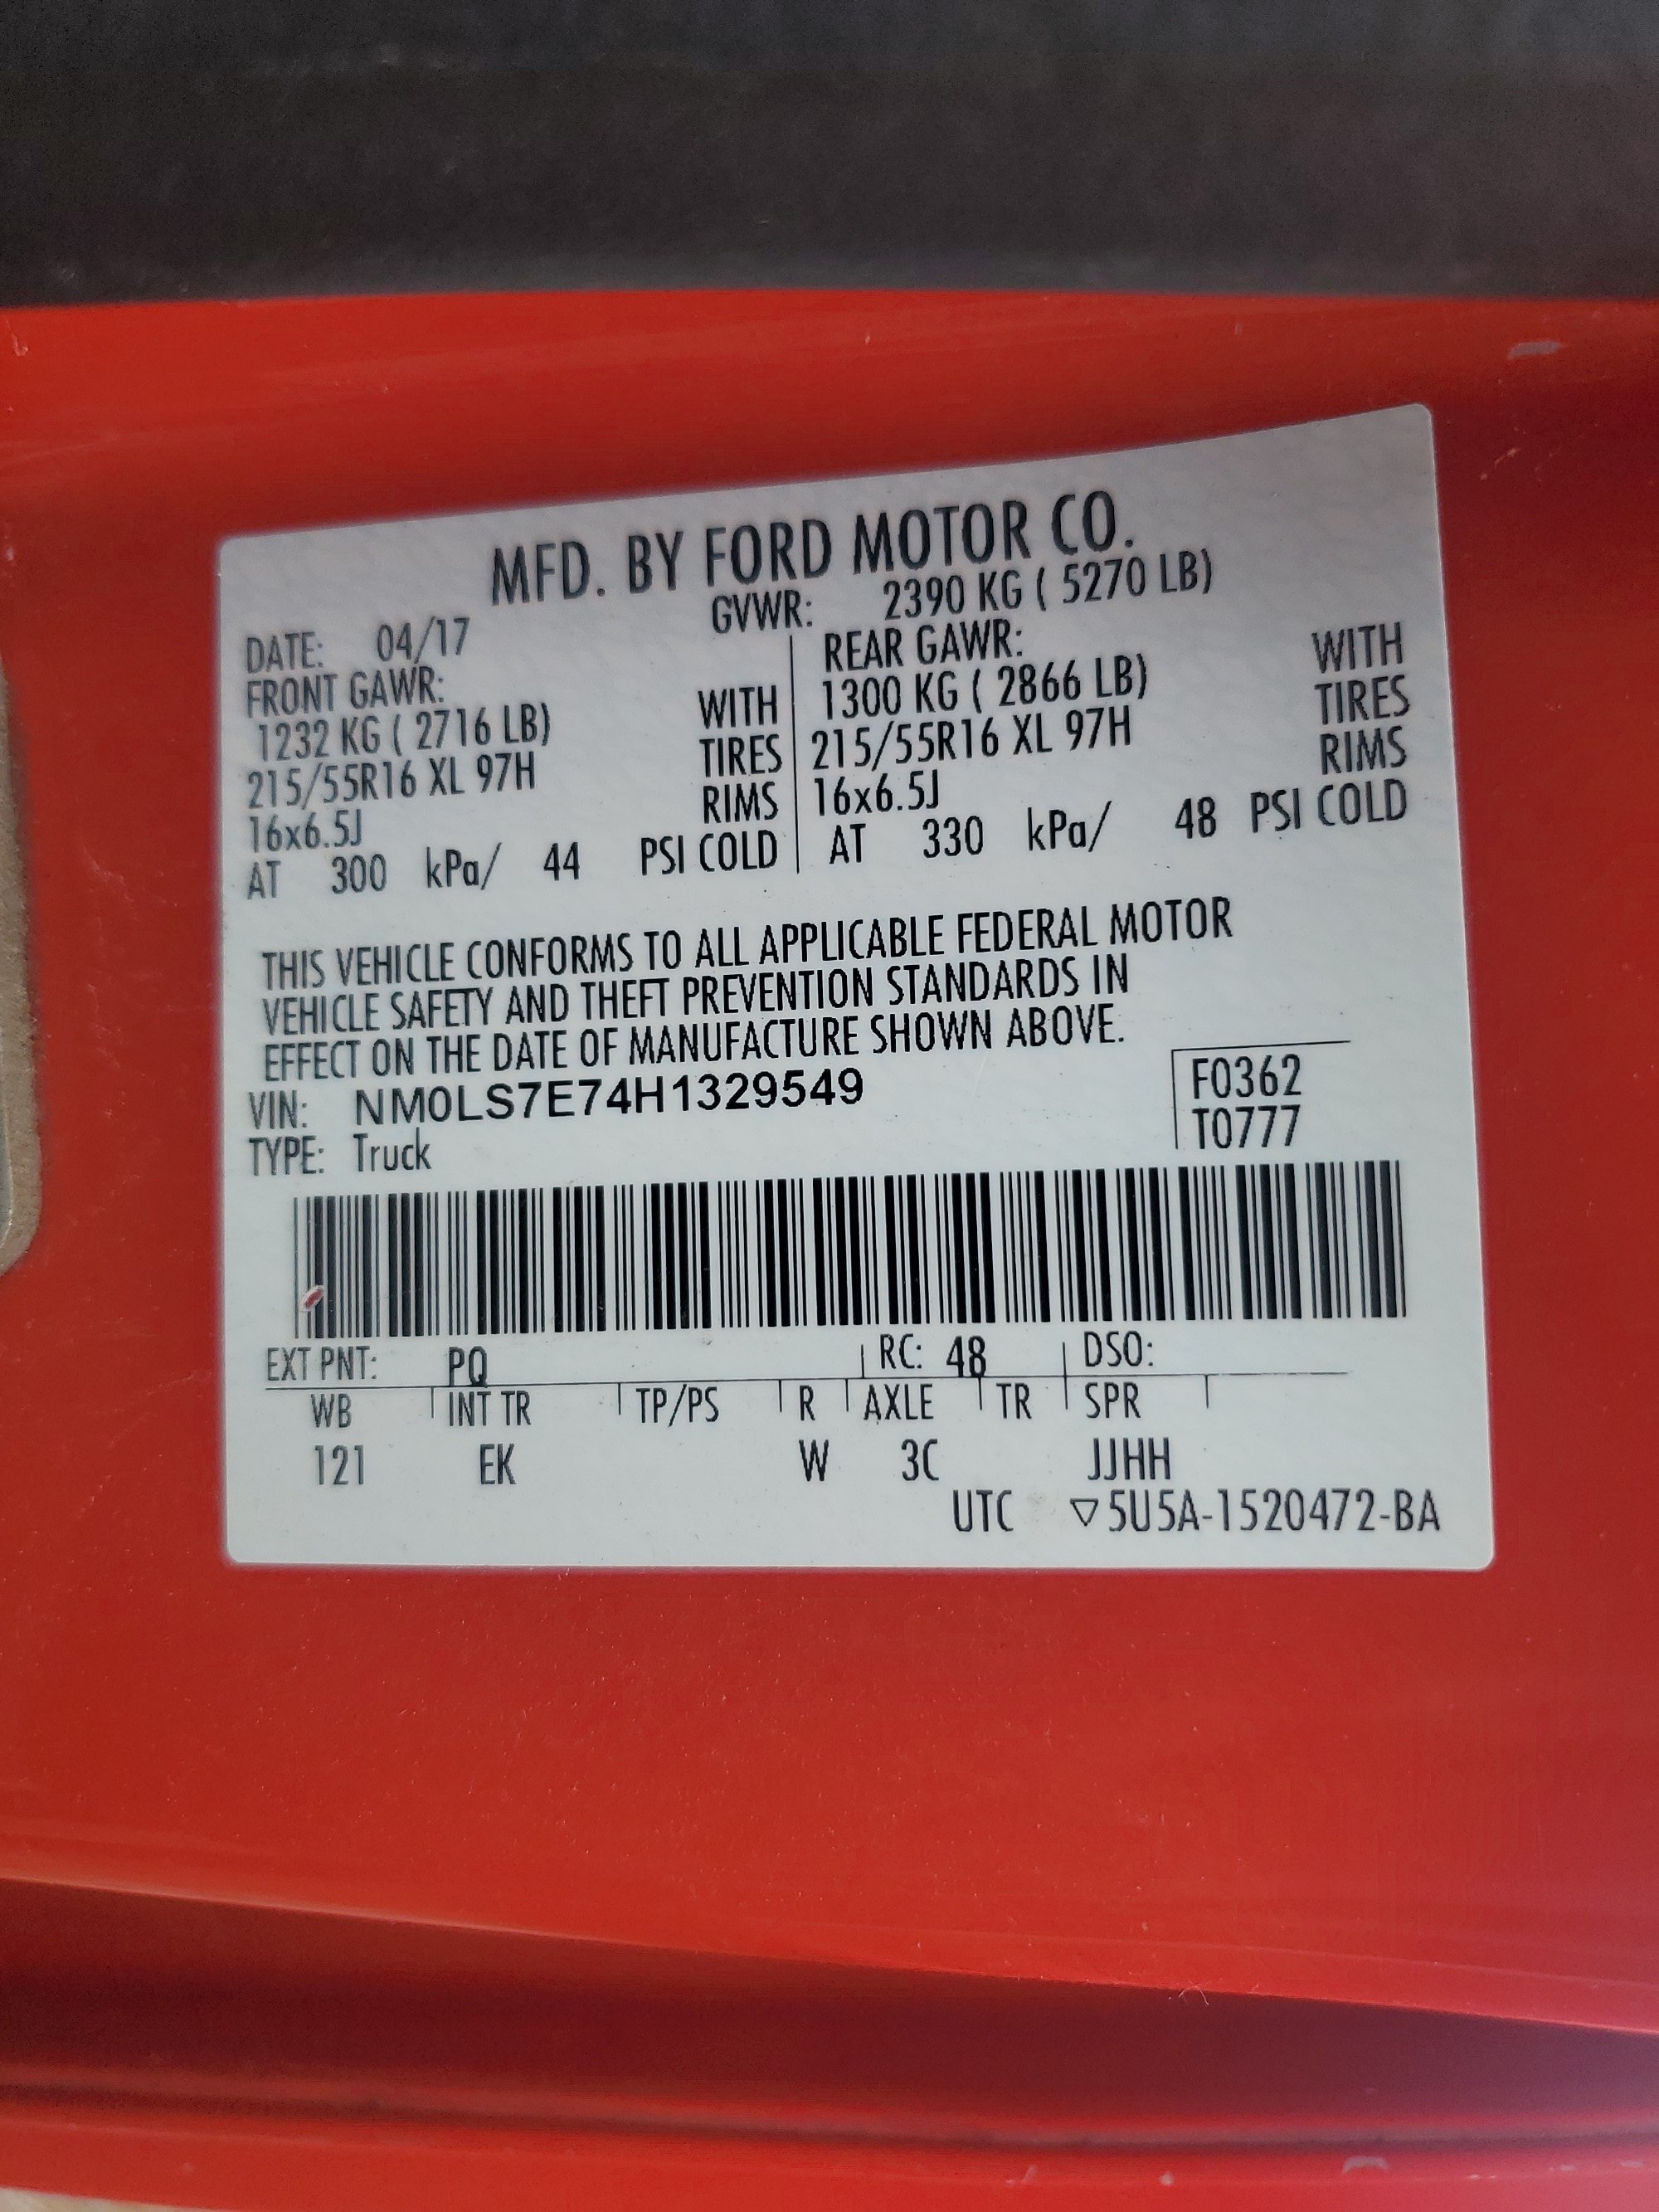 MFD. BY FORD MOTOR CO.
DATE: 04/17 GVWR: 2390 KG ( 5270 LB)
FRONT GAWR: REAR GAWR:
1232 KG ( 2716 LB) WITH 1300 KG ( 2866 LB) WITH
215/55R16 XL 97H TIRES 215/55R16 XL 97H TIRES
16x6.5J RIMS 16x6.5J RIMS
AT 300 kPa/ 44 PSI COLD AT 330 kPa/ 48 PSI COLD
THIS VEHICLE CONFORMS TO ALL APPLICABLE FEDERAL MOTOR
VEHICLE SAFETY AND THEFT PREVENTION STANDARDS IN
EFFECT ON THE DATE OF MANUFACTURE SHOWN ABOVE.
VIN: NM0LS7E74H1329549 F0362
TYPE: Truck T0777
EXT PNT: PQ RC: 48 DSO:
WB INT TR TP/PS R AXLE TR SPR
121 EK W 3C JJHH
UTC ▽5U5A-1520472-BA